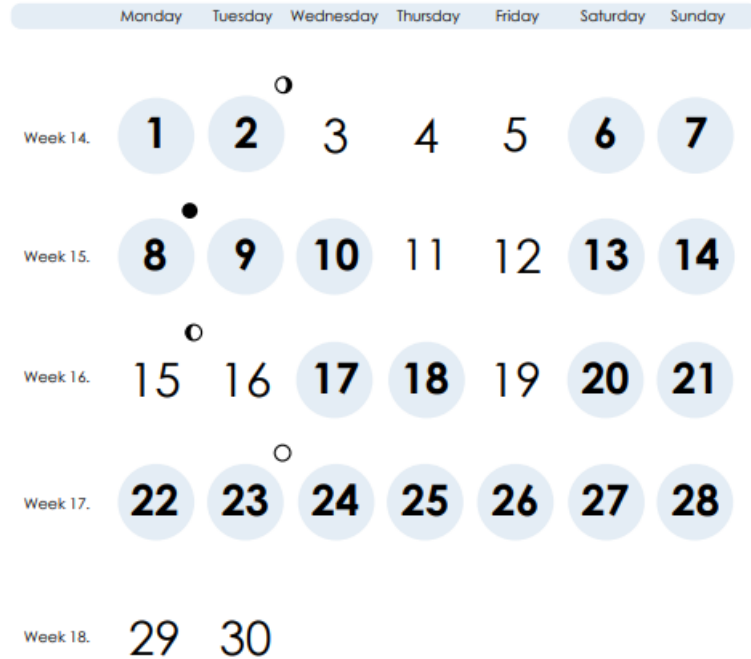 Monday Tuesday Wednesday Thursday Friday Saturday Sunday
Week 14. 1 2 3 4 5 6 7
Week 15. 8 9 10 11 12 13 14
Week 16. 15 16 17 18 19 20 21
Week 17. 22 23 24 25 26 27 28
Week 18. 29 30